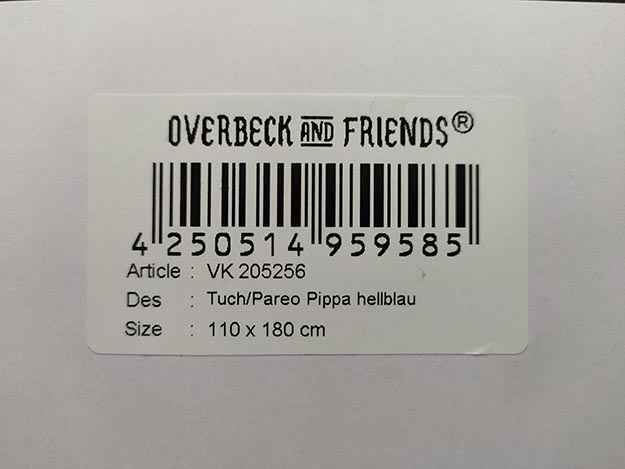 OVERBECK AND FRIENDS®
4 250514 959585
Article : VK 205256
Des : Tuch/Pareo Pippa hellblau
Size : 110 x 180 cm